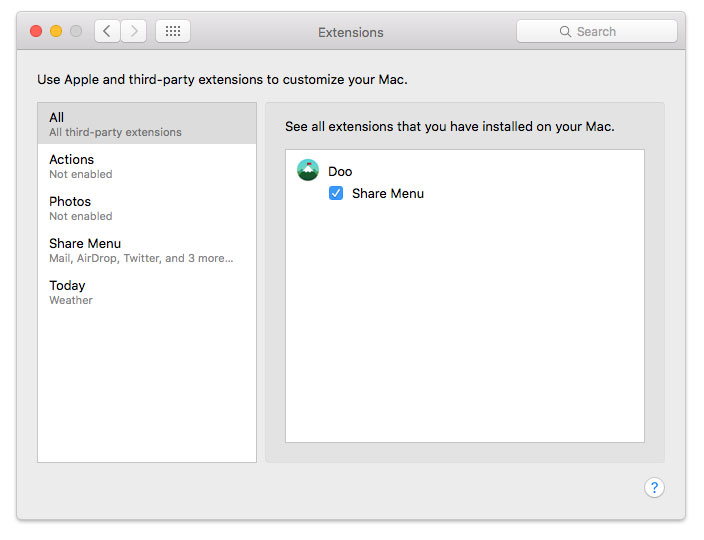 Extensions
Search
Use Apple and third-party extensions to customize your Mac.
All
All third-party extensions
Actions
Not enabled
Photos
Not enabled
Share Menu
Mail, AirDrop, Twitter, and 3 more...
Today
Weather
See all extensions that you have installed on your Mac.
Doo
Share Menu
?